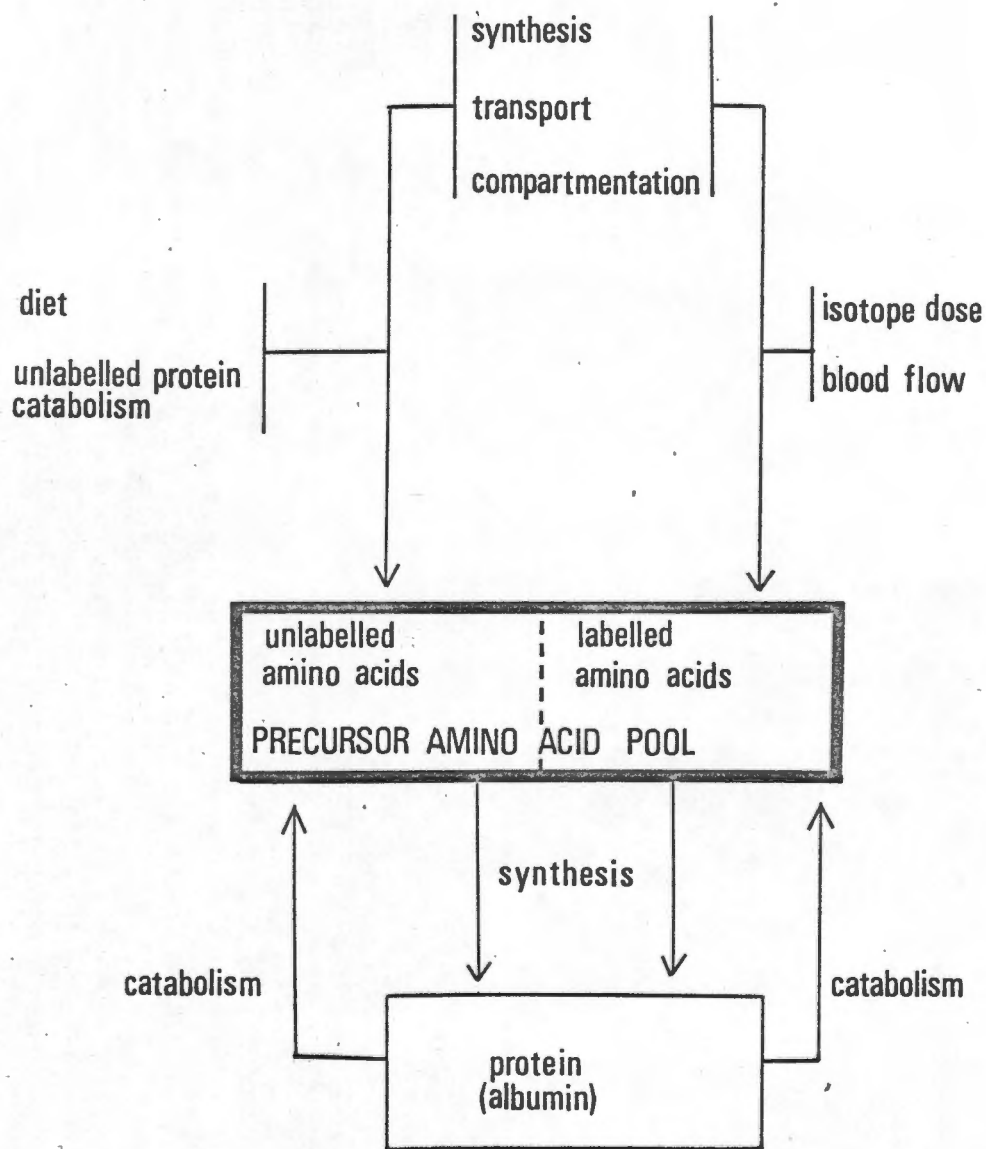 synthesis
transport
compartmentation
diet
unlabelled protein
catabolism
isotope dose
blood flow
unlabelled
amino acids
labelled
amino acids
PRECURSOR AMINO ACID POOL
synthesis
catabolism
catabolism
protein
(albumin)